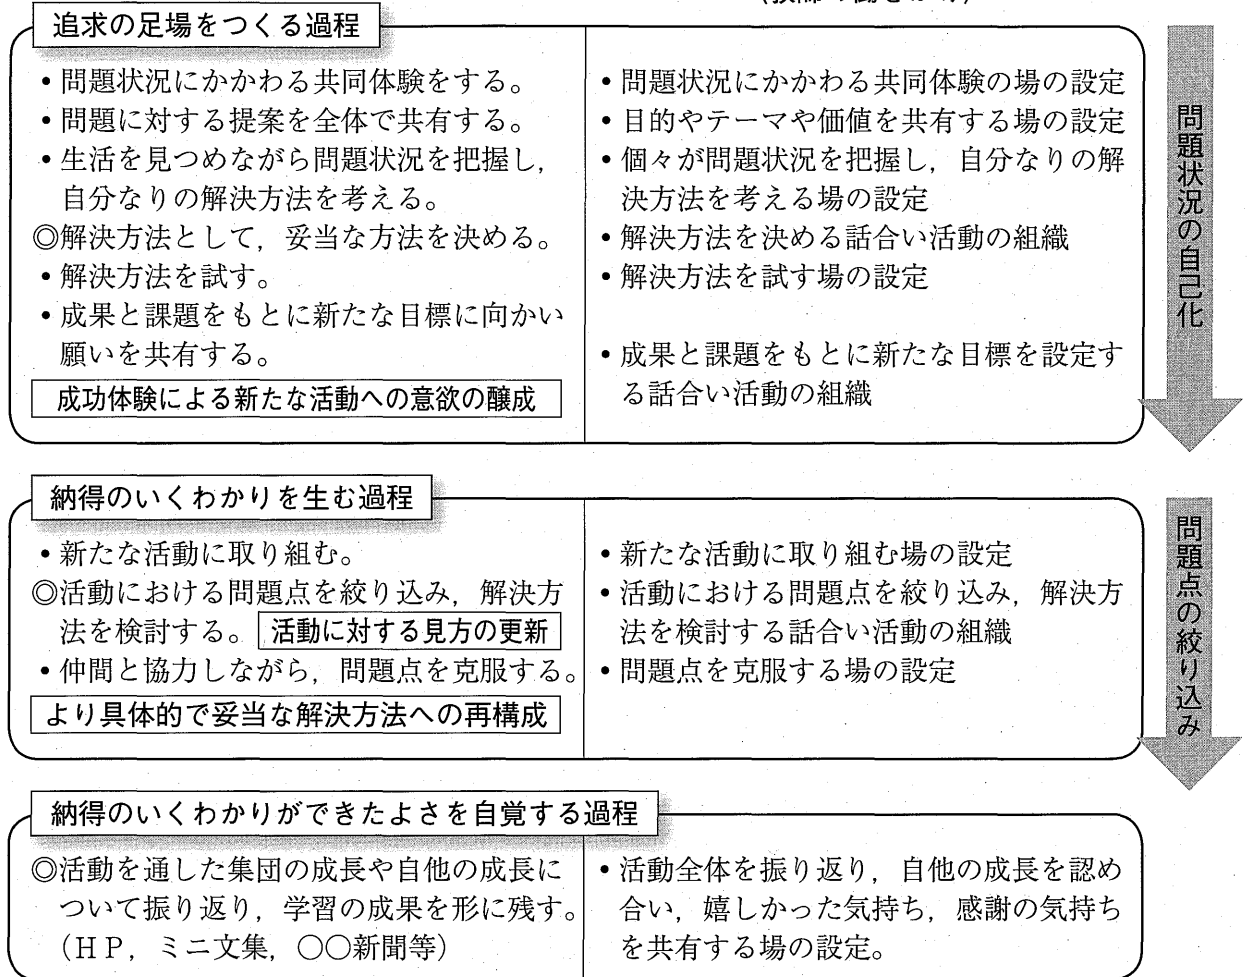 追求の足場をつくる過程
・問題状況にかかわる共同体験をする。
・問題に対する提案を全体で共有する。
・生活を見つめながら問題状況を把握し，
自分なりの解決方法を考える。
◎解決方法として，妥当な方法を決める。
・解決方法を試す。
・成果と課題をもとに新たな目標に向かい
願いを共有する。
成功体験による新たな活動への意欲の醸成
・問題状況にかかわる共同体験の場の設定
・目的やテーマや価値を共有する場の設定
・個々が問題状況を把握し，自分なりの解
決方法を考える場の設定
・解決方法を決める話合い活動の組織
・解決方法を試す場の設定
・成果と課題をもとに新たな目標を設定す
る話合い活動の組織
問題状況の自己化
納得のいくわかりを生む過程
・新たな活動に取り組む。
◎活動における問題点を絞り込み，解決方
法を検討する。 活動に対する見方の更新
・仲間と協力しながら，問題点を克服する。
より具体的で妥当な解決方法への再構成
・新たな活動に取り組む場の設定
・活動における問題点を絞り込み，解決方
法を検討する話合い活動の組織
・問題点を克服する場の設定
問題点の絞り込み
納得のいくわかりができたよさを自覚する過程
◎活動を通した集団の成長や自他の成長に
ついて振り返り，学習の成果を形に残す。
（ＨＰ，ミニ文集，○○新聞等）
・活動全体を振り返り，自他の成長を認め
合い，嬉しかった気持ち，感謝の気持ち
を共有する場の設定。